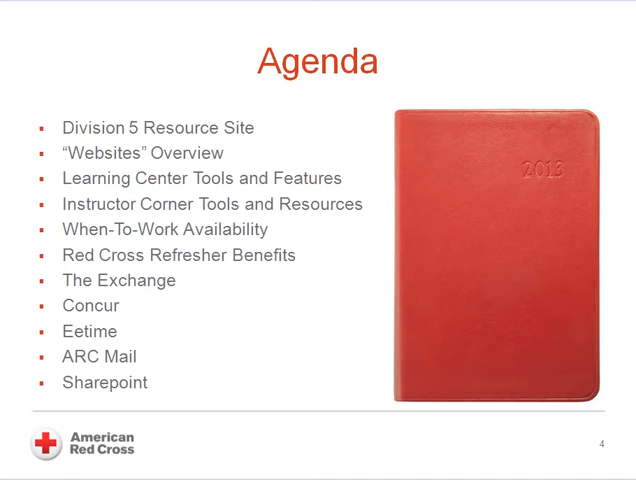 Agenda
Division 5 Resource Site
“Websites” Overview
Learning Center Tools and Features
Instructor Corner Tools and Resources
When-To-Work Availability
Red Cross Refresher Benefits
The Exchange
Concur
Eetime
ARC Mail
Sharepoint
2013
American
Red Cross
4